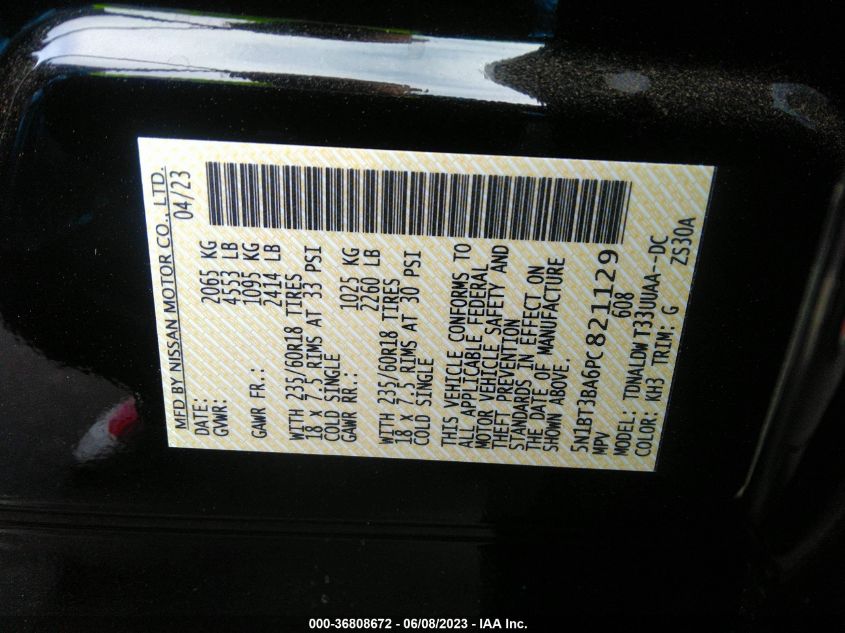 MFD BY NISSAN MOTOR CO., LTD.
DATE: 04/23
GVWR: 2065 KG
4553 LB
GAWR FR.: 1095 KG
2414 LB
WITH 235/60R18 TIRES
18 X 7.5 RIMS AT 33 PSI
COLD SINGLE
GAWR RR.: 1025 KG
2260 LB
WITH 235/60R18 TIRES
18 X 7.5 RIMS AT 30 PSI
COLD SINGLE
THIS VEHICLE CONFORMS TO
ALL APPLICABLE FEDERAL
MOTOR VEHICLE SAFETY AND
THEFT PREVENTION
STANDARDS IN EFFECT ON
THE DATE OF MANUFACTURE
SHOWN ABOVE.
5N1BT3BA6PC821129
MPV 608
MODEL: TDNALDW T33UUAA--DC
COLOR: KH3 TRIM: G ZS30A
000-36808672 - 06/08/2023 - IAA Inc.